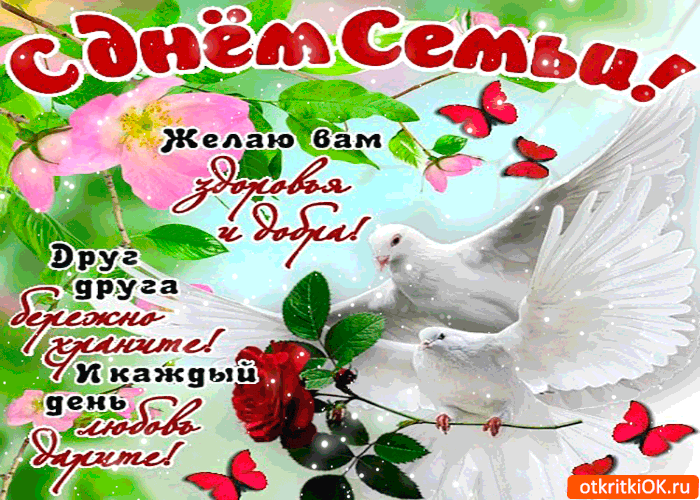 С днём Семьи!
Желаю вам
здоровья
и добра!
Друг
друга
бережно
храните!
И каждый
день
любовь
дарите!
otkritkiOK.ru